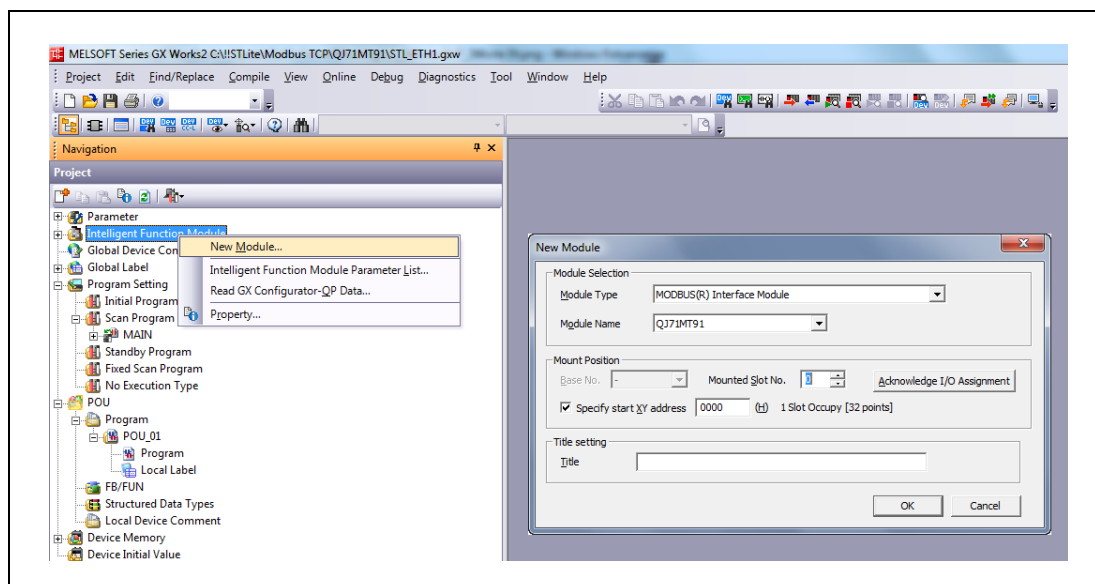 MELSOFT Series GX Works2 C:\!!STLite\Modbus TCP\QJ71MT91\STL_ETH1.gxw
Project Edit Find/Replace Compile View Online Debug Diagnostics Tool Window Help
Navigation
Project
Parameter
Intelligent Function Module
Global Device Con
Global Label
Program Setting
Initial Program
Scan Program
MAIN
Standby Program
Fixed Scan Program
No Execution Type
POU
Program
POU_01
Program
Local Label
FB/FUN
Structured Data Types
Local Device Comment
Device Memory
Device Initial Value
New Module...
Intelligent Function Module Parameter List...
Read GX Configurator-QP Data...
Property...
New Module
Module Selection
Module Type MODBUS(R) Interface Module
Module Name QJ71MT91
Mount Position
Base No. - Mounted Slot No. 0 Acknowledge I/O Assignment
Specify start XY address 0000 (H) 1 Slot Occupy [32 points]
Title setting
Title
OK Cancel